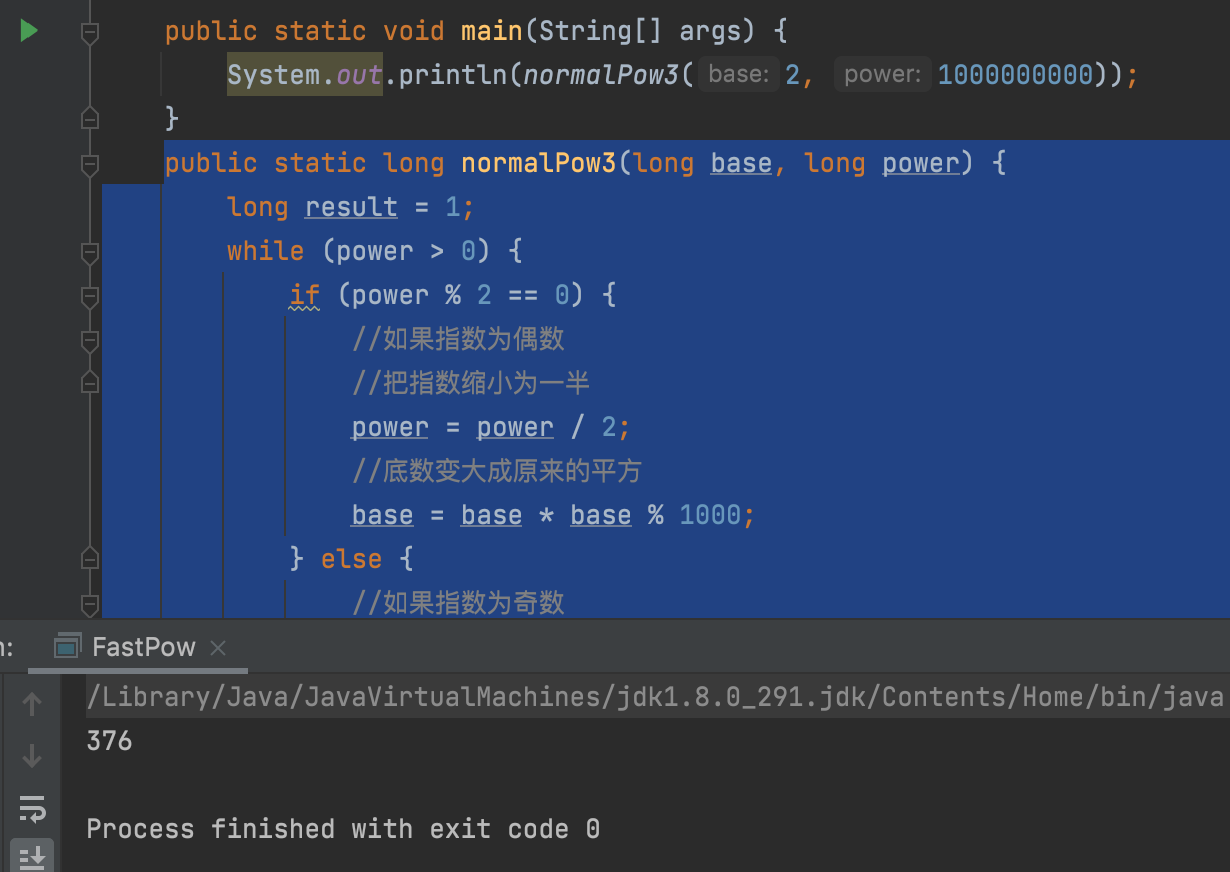 public static void main(String[] args) {
System.out.println(normalPow3( base: 2, power: 1000000000));
}
public static long normalPow3(long base, long power) {
long result = 1;
while (power > 0) {
if (power % 2 == 0) {
//如果指数为偶数
//把指数缩小为一半
power = power / 2;
//底数变大成原来的平方
base = base * base % 1000;
} else {
//如果指数为奇数
: FastPow
/Library/Java/JavaVirtualMachines/jdk1.8.0_291.jdk/Contents/Home/bin/java
376
Process finished with exit code 0